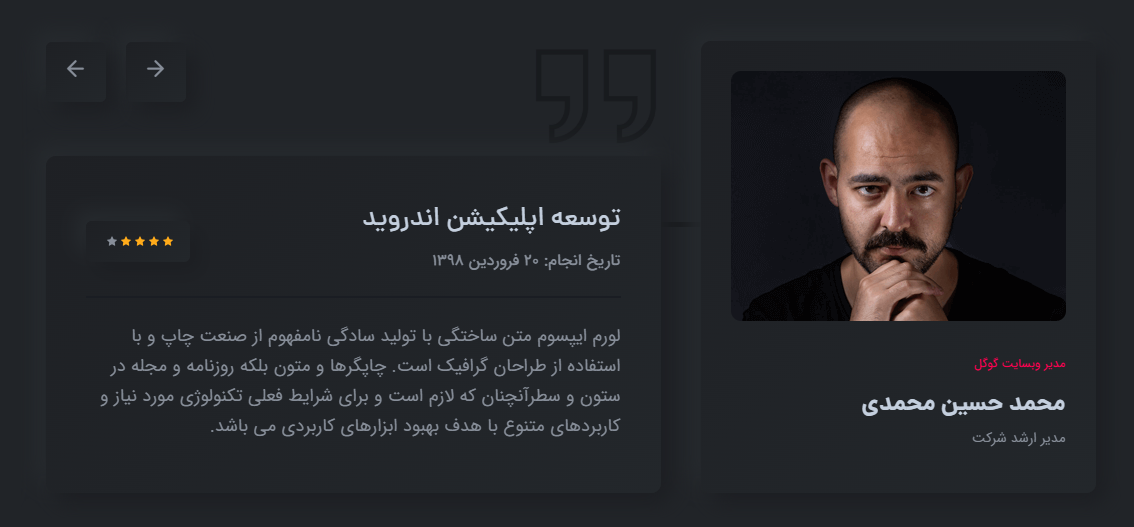 مدیر وبسایت گوگل
محمد حسین محمدی
مدیر ارشد شرکت
توسعه اپلیکیشن اندروید
تاریخ انجام: ۲۰ فروردین ۱۳۹۸
لورم ایپسوم متن ساختگی با تولید سادگی نامفهوم از صنعت چاپ و با
استفاده از طراحان گرافیک است. چاپگرها و متون بلکه روزنامه و مجله در
ستون و سطرآنچنان که لازم است و برای شرایط فعلی تکنولوژی مورد نیاز و
کاربردهای متنوع با هدف بهبود ابزارهای کاربردی می باشد.